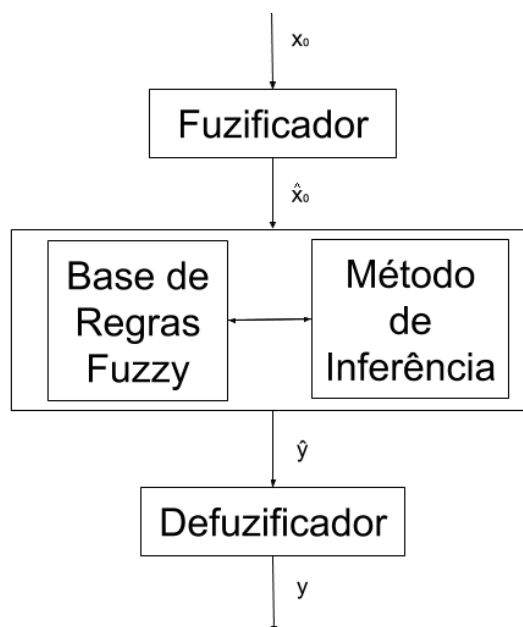 x₀
Fuzificador
x̂₀
Base de
Regras
Fuzzy
Método
de
Inferência
ŷ
Defuzificador
y